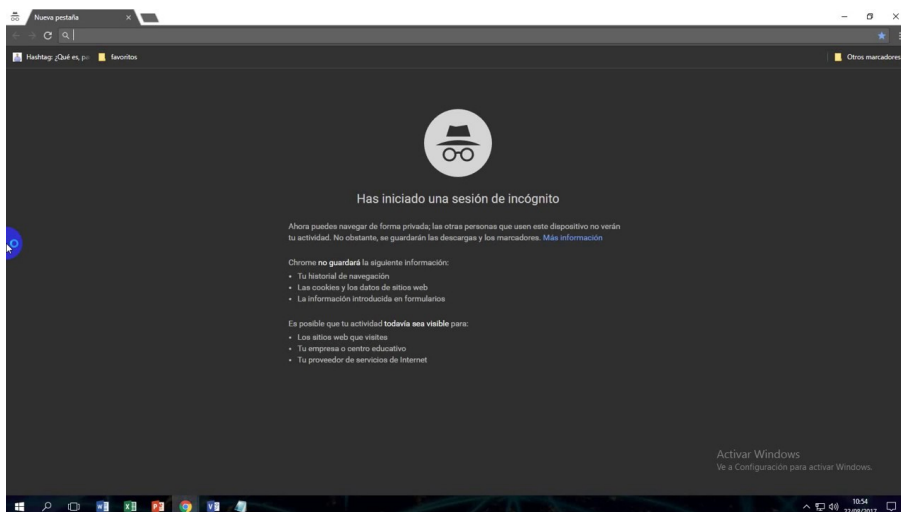 Nueva pestaña
Hashtag: ¿Qué es, pa
favoritos
Otros marcadores
Has iniciado una sesión de incógnito
Ahora puedes navegar de forma privada; las otras personas que usen este dispositivo no verán
tu actividad. No obstante, se guardarán las descargas y los marcadores. Más información
Chrome no guardará la siguiente información:
• Tu historial de navegación
• Las cookies y los datos de sitios web
• La información introducida en formularios
Es posible que tu actividad todavía sea visible para:
• Los sitios web que visites
• Tu empresa o centro educativo
• Tu proveedor de servicios de Internet
Activar Windows
Ve a Configuración para activar Windows.
10:54
22/08/2017